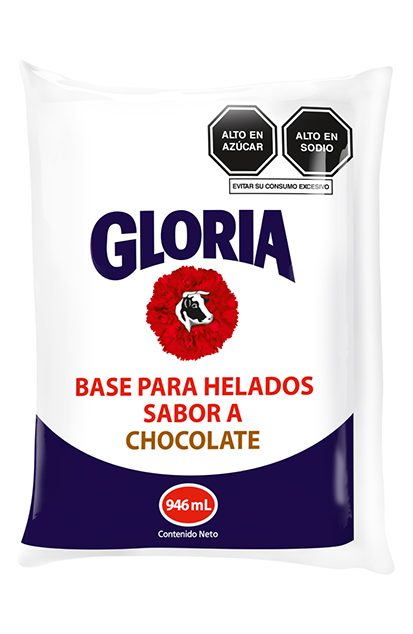 ALTO EN
AZÚCAR
ALTO EN
SODIO
EVITAR SU CONSUMO EXCESIVO
GLORIA
BASE PARA HELADOS
SABOR A
CHOCOLATE
946 mL
Contenido Neto